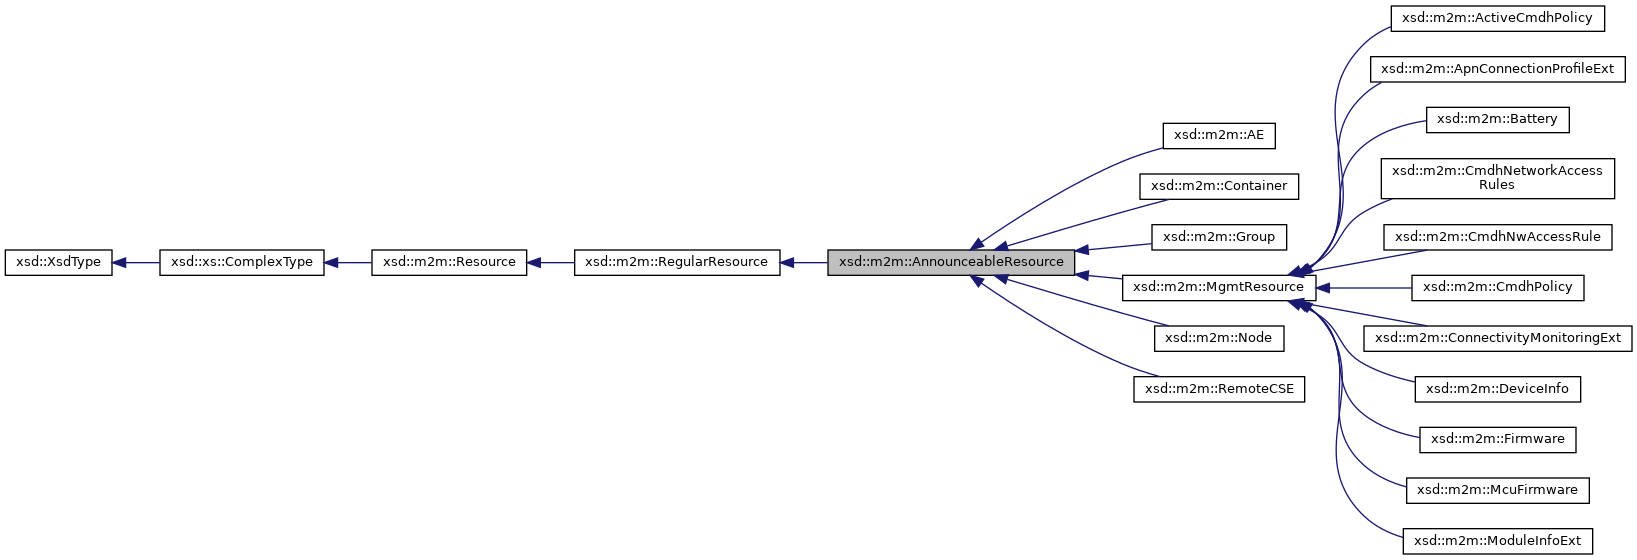 xsd::XsdType
xsd::xs::ComplexType
xsd::m2m::Resource
xsd::m2m::RegularResource
xsd::m2m::AnnounceableResource
xsd::m2m::AE
xsd::m2m::Container
xsd::m2m::Group
xsd::m2m::MgmtResource
xsd::m2m::Node
xsd::m2m::RemoteCSE
xsd::m2m::ActiveCmdhPolicy
xsd::m2m::ApnConnectionProfileExt
xsd::m2m::Battery
xsd::m2m::CmdhNetworkAccess
Rules
xsd::m2m::CmdhNwAccessRule
xsd::m2m::CmdhPolicy
xsd::m2m::ConnectivityMonitoringExt
xsd::m2m::DeviceInfo
xsd::m2m::Firmware
xsd::m2m::McuFirmware
xsd::m2m::ModuleInfoExt